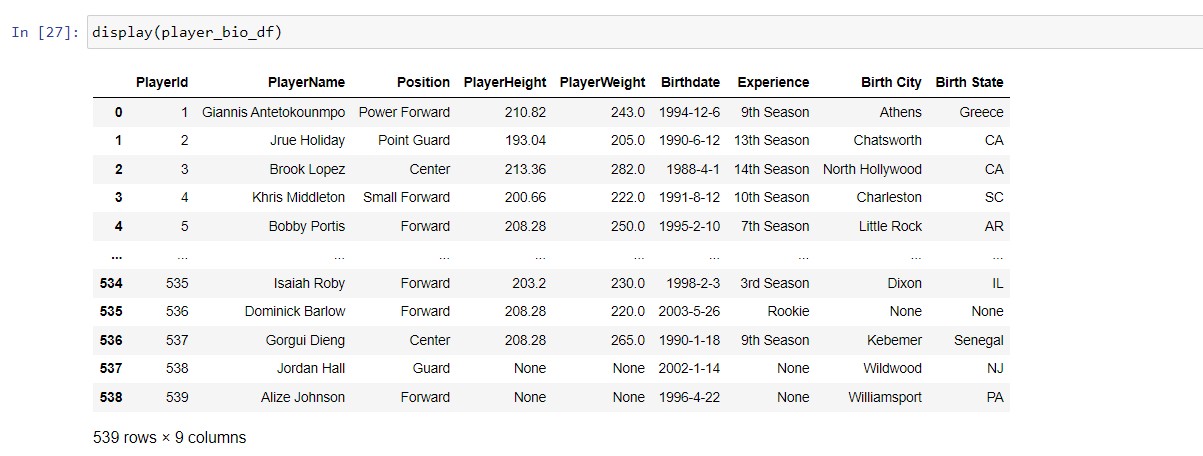 In [27]: display(player_bio_df)
PlayerId PlayerName Position PlayerHeight PlayerWeight Birthdate Experience Birth City Birth State
0 1 Giannis Antetokounmpo Power Forward 210.82 243.0 1994-12-6 9th Season Athens Greece
1 2 Jrue Holiday Point Guard 193.04 205.0 1990-6-12 13th Season Chatsworth CA
2 3 Brook Lopez Center 213.36 282.0 1988-4-1 14th Season North Hollywood CA
3 4 Khris Middleton Small Forward 200.66 222.0 1991-8-12 10th Season Charleston SC
4 5 Bobby Portis Forward 208.28 250.0 1995-2-10 7th Season Little Rock AR
... ... ... ... ... ... ... ... ... ...
534 535 Isaiah Roby Forward 203.2 230.0 1998-2-3 3rd Season Dixon IL
535 536 Dominick Barlow Forward 208.28 220.0 2003-5-26 Rookie None None
536 537 Gorgui Dieng Center 208.28 265.0 1990-1-18 9th Season Kebemer Senegal
537 538 Jordan Hall Guard None None 2002-1-14 None Wildwood NJ
538 539 Alize Johnson Forward None None 1996-4-22 None Williamsport PA
539 rows × 9 columns